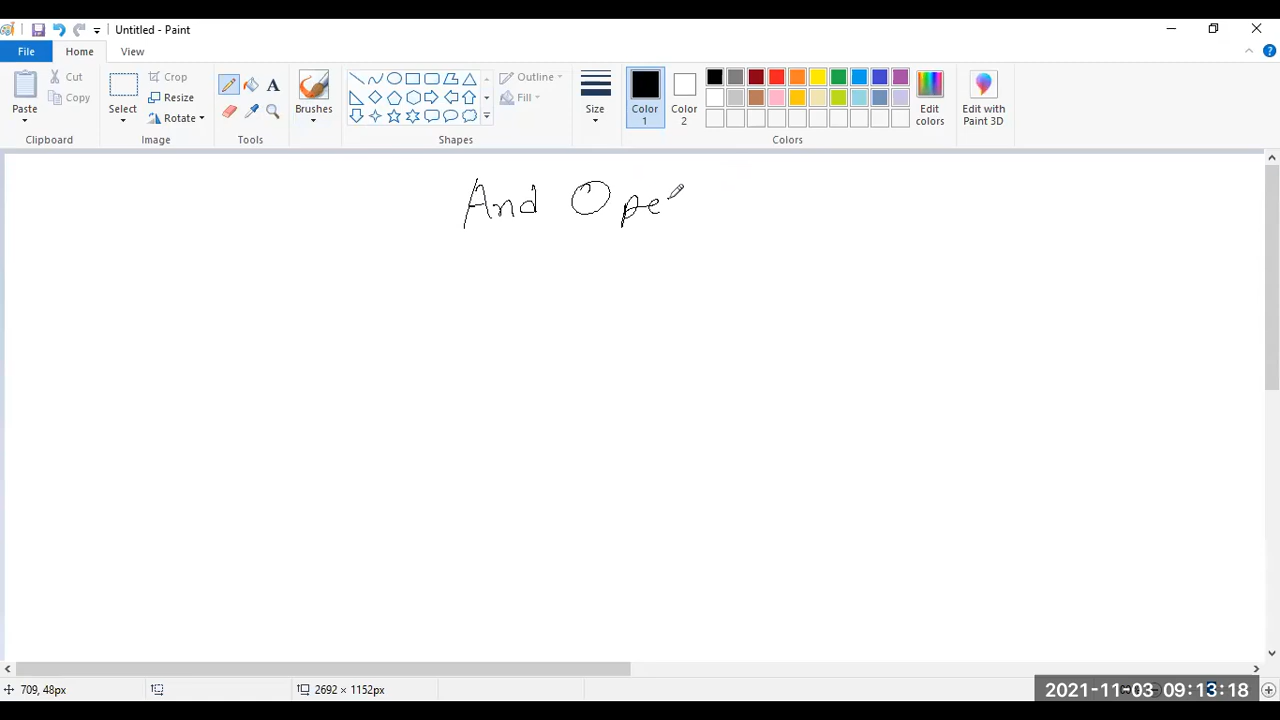 Untitled - Paint
File Home View
Paste Cut Copy Clipboard
Select Crop Resize Rotate Image
Tools
Brushes
Outline Fill Shapes
Size
Color 1 Color 2 Edit colors Colors
Edit with Paint 3D
And Ope
709, 48px 2692 × 1152px 2021-11-03 09:13:18